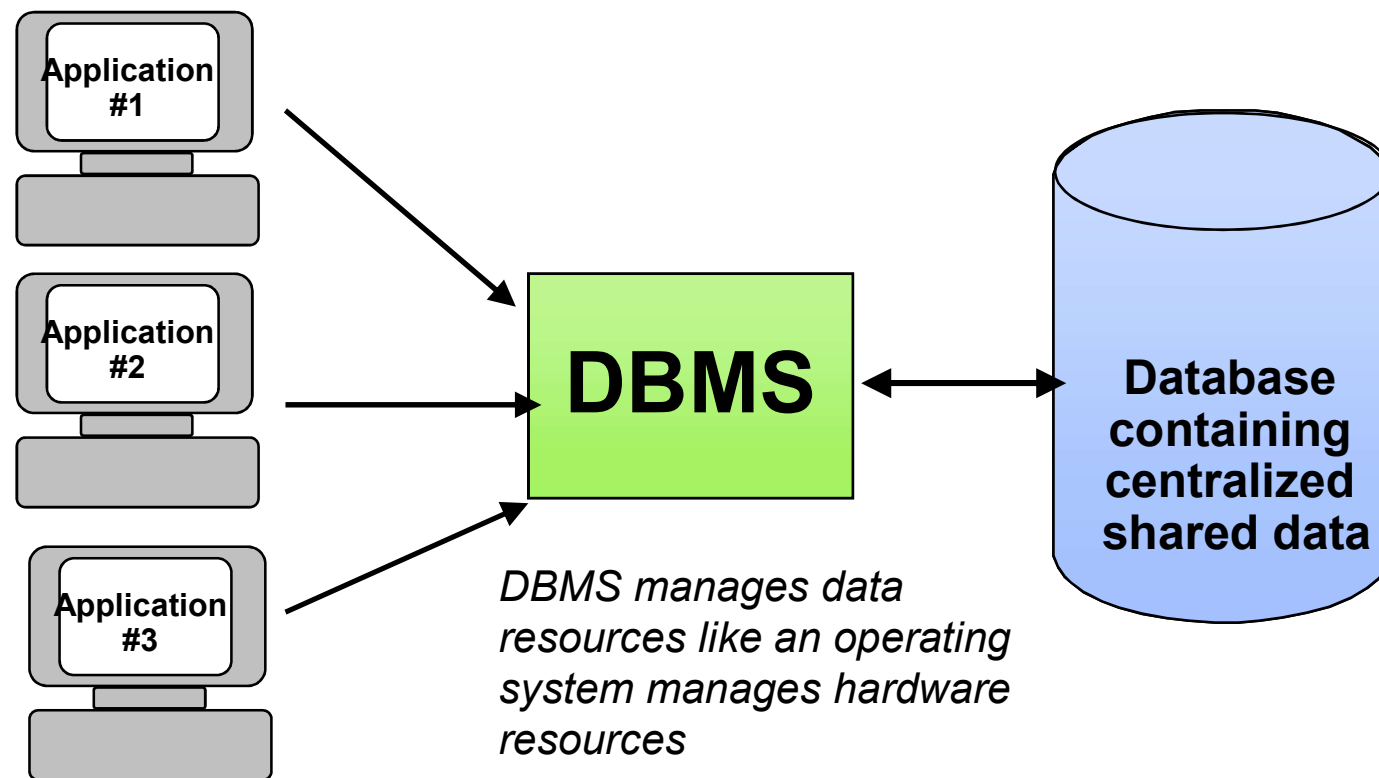 Application
#1
Application
#2
Application
#3
DBMS
DBMS manages data
resources like an operating
system manages hardware
resources
Database
containing
centralized
shared data